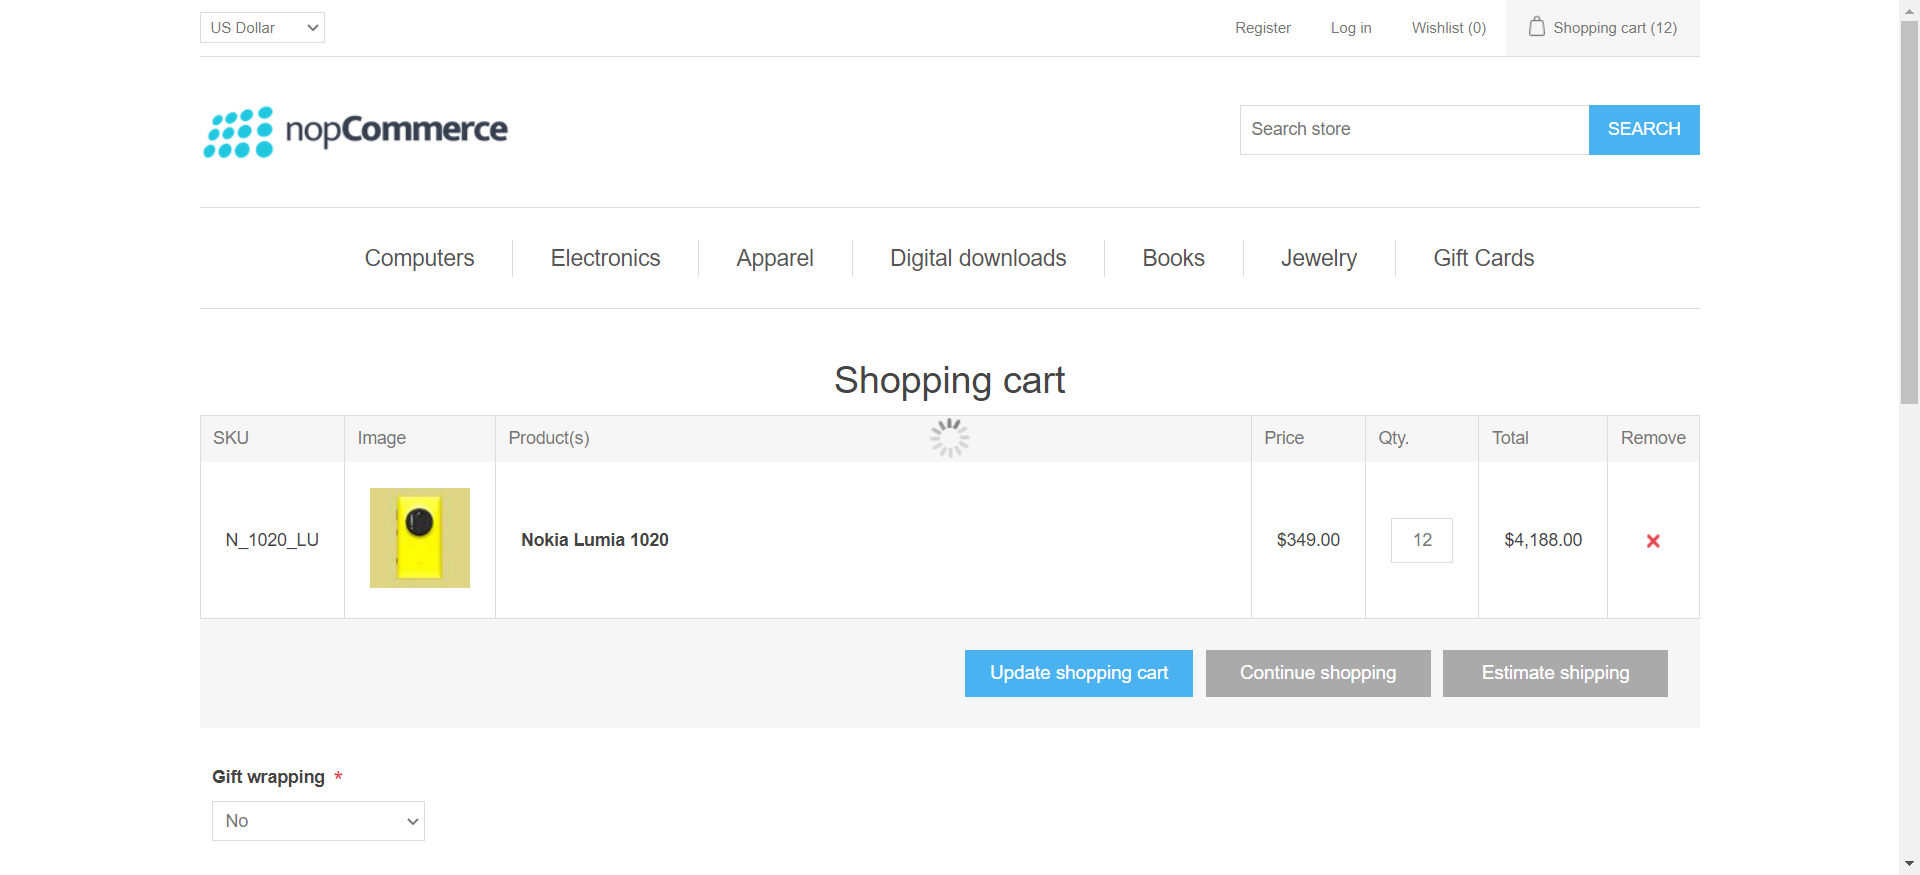 US Dollar
Register
Log in
Wishlist (0)
Shopping cart (12)
nopCommerce
Search store
SEARCH
Computers
Electronics
Apparel
Digital downloads
Books
Jewelry
Gift Cards
Shopping cart
SKU Image Product(s) Price Qty. Total Remove
N_1020_LU Nokia Lumia 1020 $349.00 12 $4,188.00
Update shopping cart
Continue shopping
Estimate shipping
Gift wrapping *
No